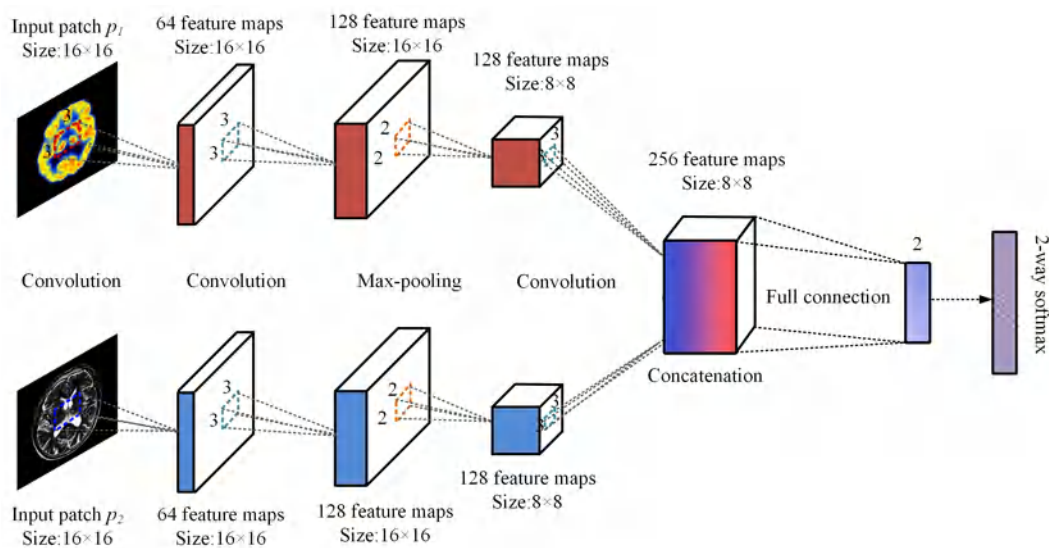 Input patch p1
Size:16×16
64 feature maps
Size:16×16
128 feature maps
Size:16×16
128 feature maps
Size:8×8
3
3
3
3
2
2
3
3
256 feature maps
Size:8×8
2
2-way softmax
Convolution
Convolution
Max-pooling
Convolution
Full connection
Concatenation
3
3
2
2
3
3
128 feature maps
Size:8×8
Input patch p2
Size:16×16
64 feature maps
Size:16×16
128 feature maps
Size:16×16